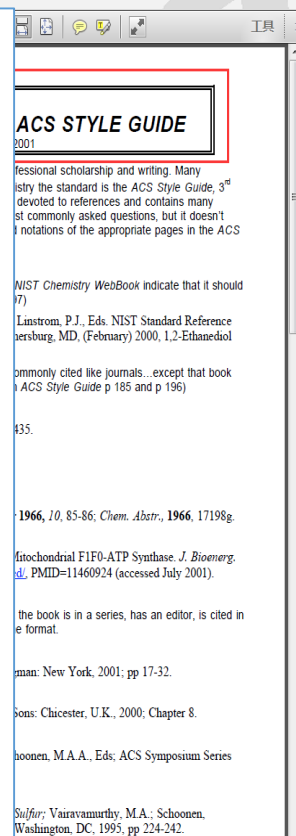 工具
ACS STYLE GUIDE
2001
fessional scholarship and writing. Many
istry the standard is the ACS Style Guide, 3rd
devoted to references and contains many
st commonly asked questions, but it doesn't
notations of the appropriate pages in the ACS
NIST Chemistry WebBook indicate that it should
7)
Linstrom, P.J., Eds. NIST Standard Reference
hersburg, MD, (February) 2000, 1,2-Ethanediol
ommonly cited like journals...except that book
ACS Style Guide p 185 and p 196)
435.
1966, 10, 85-86; Chem. Abstr., 1966, 17198g.
Mitochondrial F1F0-ATP Synthase. J. Bioenerg.
d/, PMID=11460924 (accessed July 2001).
the book is in a series, has an editor, is cited in
e format.
gman: New York, 2001; pp 17-32.
Sons: Chicester, U.K., 2000; Chapter 8.
hoonen, M.A.A., Eds; ACS Symposium Series
Sulfur; Vairavamurthy, M.A.; Schoonen,
Washington, DC, 1995, pp 224-242.